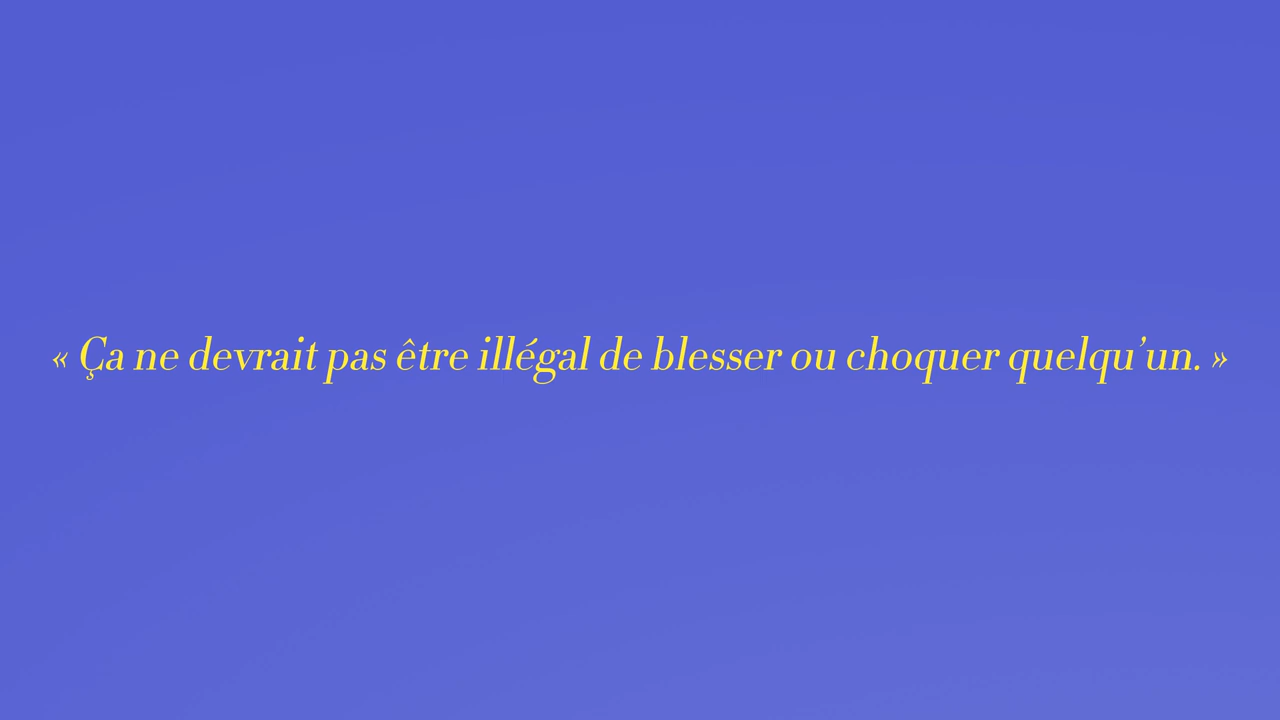 « Ça ne devrait pas être illégal de blesser ou choquer quelqu’un. »